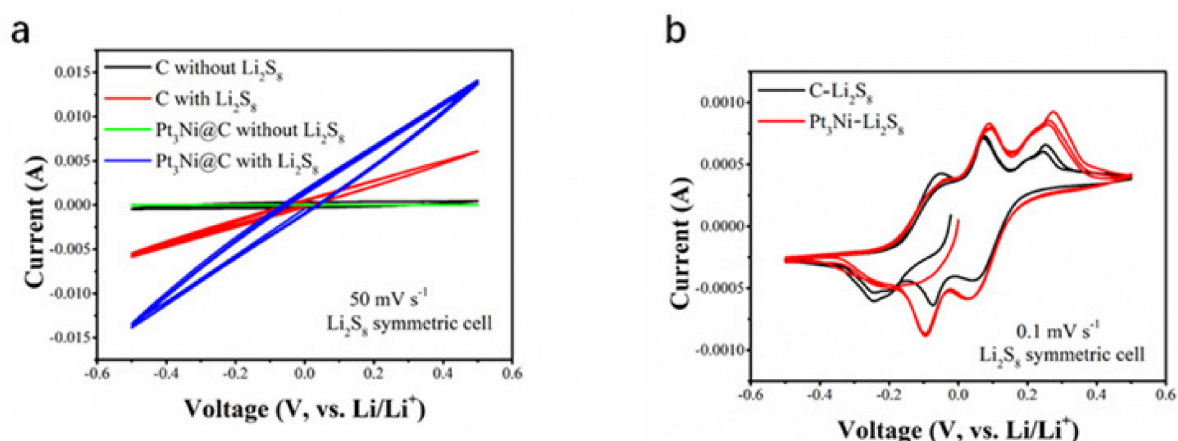 a
C without Li₂S₈
C with Li₂S₈
Pt₃Ni@C without Li₂S₈
Pt₃Ni@C with Li₂S₈
0.015
0.010
0.005
0.000
-0.005
-0.010
-0.015
Current (A)
50 mV s⁻¹
Li₂S₈ symmetric cell
-0.6 -0.4 -0.2 0.0 0.2 0.4 0.6
Voltage (V, vs. Li/Li⁺)
b
C-Li₂S₈
Pt₃Ni-Li₂S₈
0.0010
0.0005
0.0000
-0.0005
-0.0010
Current (A)
0.1 mV s⁻¹
Li₂S₈ symmetric cell
-0.6 -0.4 -0.2 0.0 0.2 0.4 0.6
Voltage (V, vs. Li/Li⁺)